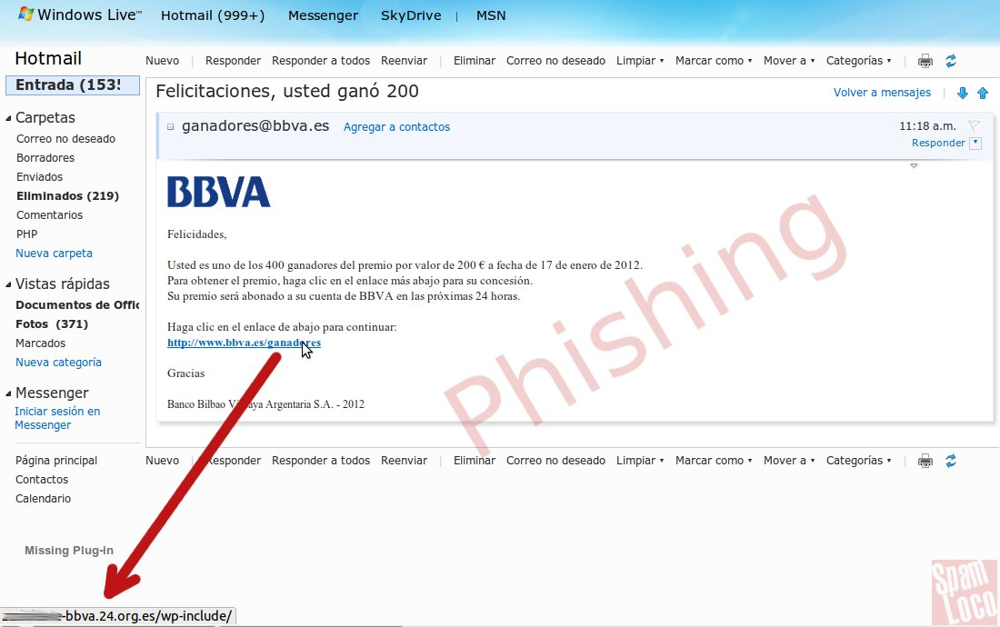 Windows Live™ Hotmail (999+) Messenger SkyDrive | MSN
Hotmail
Nuevo | Responder Responder a todos Reenviar | Eliminar Correo no deseado Limpiar Marcar como Mover a Categorías |
Entrada (1535
Felicitaciones, usted ganó 200
Volver a mensajes |
ganadores@bbva.es Agregar a contactos
11:18 a.m.
Responder
Carpetas
Correo no deseado
Borradores
Enviados
Eliminados (219)
Comentarios
PHP
Nueva carpeta
Vistas rápidas
Documentos de Offic
Fotos (371)
Marcados
Nueva categoría
Messenger
Iniciar sesión en
Messenger
Página principal
Contactos
Calendario
Missing Plug-in
BBVA
Felicidades,
Usted es uno de los 400 ganadores del premio por valor de 200 € a fecha de 17 de enero de 2012.
Para obtener el premio, haga clic en el enlace más abajo para su concesión.
Su premio será abonado a su cuenta de BBVA en las próximas 24 horas.
Haga clic en el enlace de abajo para continuar:
http://www.bbva.es/ganadores
Gracias
Banco Bilbao Vizcaya Argentaria S.A. - 2012
Phishing
Nuevo | Responder Responder a todos Reenviar | Eliminar Correo no deseado Limpiar Marcar como Mover a Categorías |
-bbva.24.org.es/wp-include/
Spam
Loco